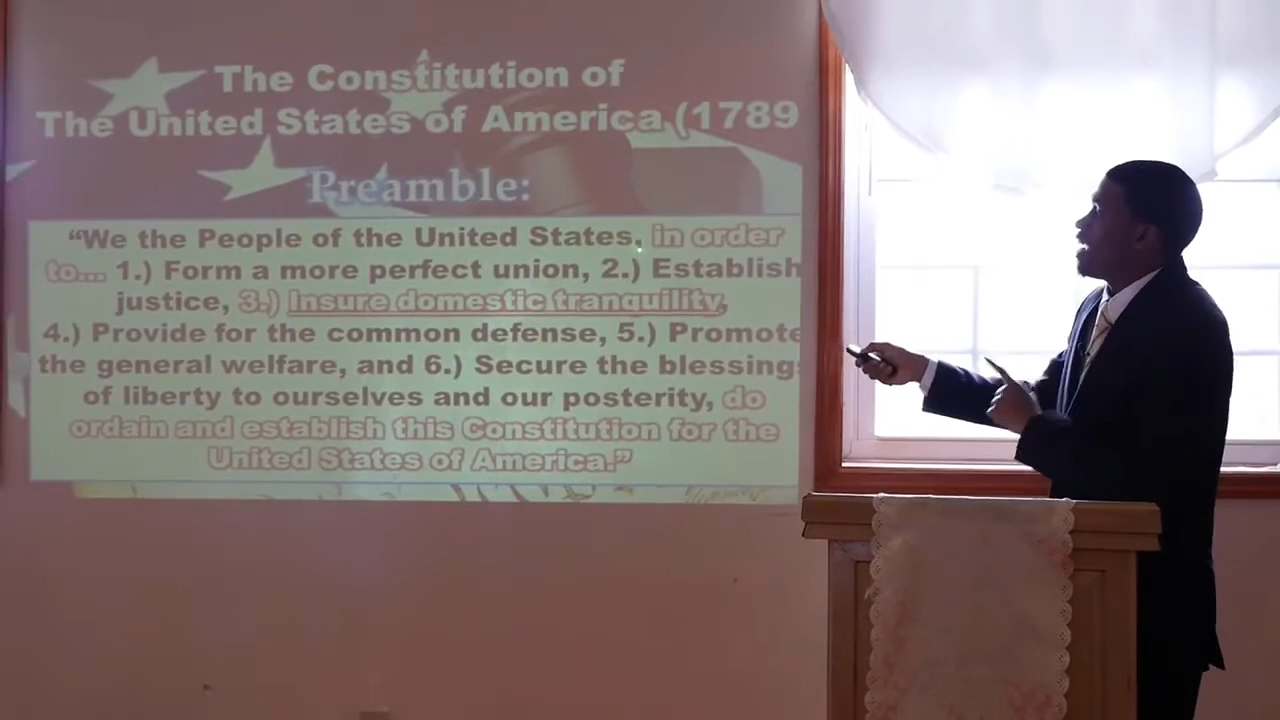 The Constitution of
The United States of America (1789
Preamble:
“We the People of the United States, in order
to... 1.) Form a more perfect union, 2.) Establish
justice, 3.) Insure domestic tranquility,
4.) Provide for the common defense, 5.) Promote
the general welfare, and 6.) Secure the blessings
of liberty to ourselves and our posterity, do
ordain and establish this Constitution for the
United States of America.”